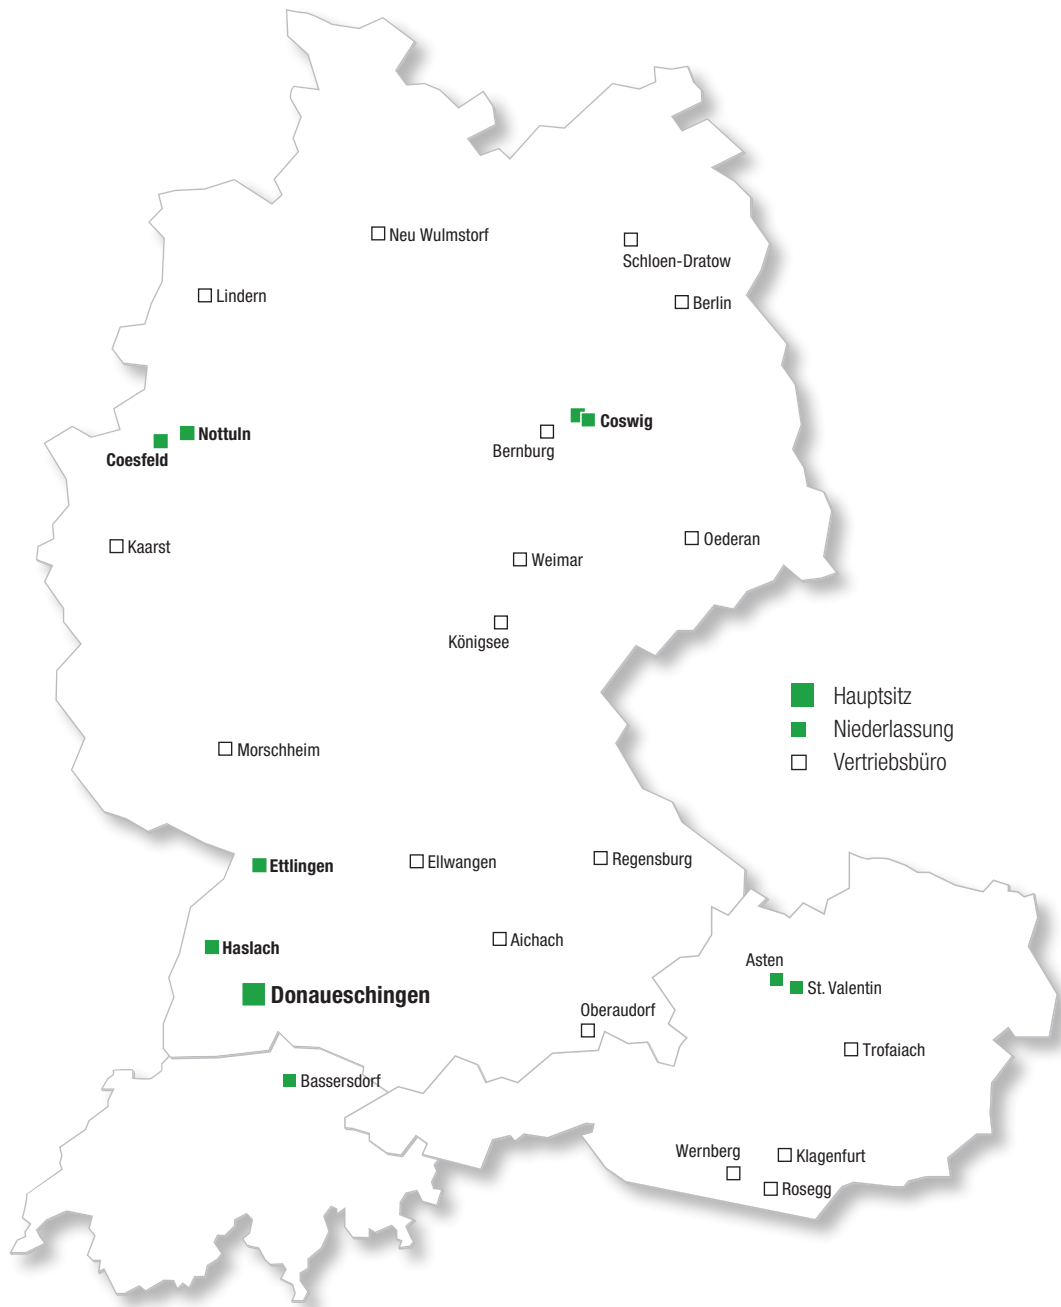 Neu Wulmstorf
Schloen-Dratow
Lindern
Berlin
Nottuln
Coswig
Bernburg
Coesfeld
Kaarst
Oederan
Weimar
Königsee
Hauptsitz
Niederlassung
Vertriebsbüro
Morschheim
Ettlingen
Ellwangen
Regensburg
Haslach
Aichach
Asten
St. Valentin
Donaueschingen
Oberaudorf
Trofaiach
Bassersdorf
Wernberg
Klagenfurt
Rosegg